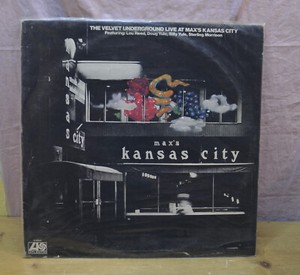 THE VELVET UNDERGROUND LIVE AT MAX'S KANSAS CITY
Featuring: Lou Reed, Doug Yule, Billy Yule, Sterling Morrison
kansas
city
max's
kansas city